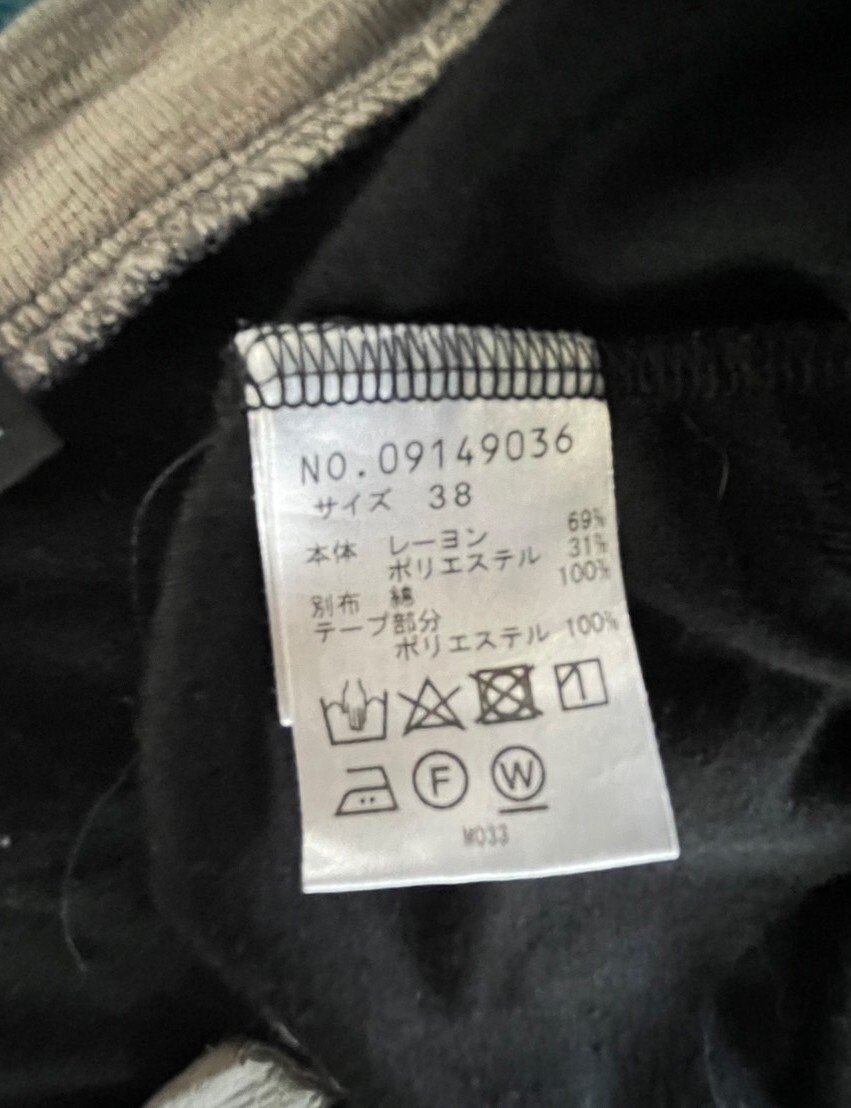 NO.09149036
サイズ 38
本体 レーヨン 69%
ポリエステル 31%
別布 綿 100%
テープ部分
ポリエステル 100%
F W
M033